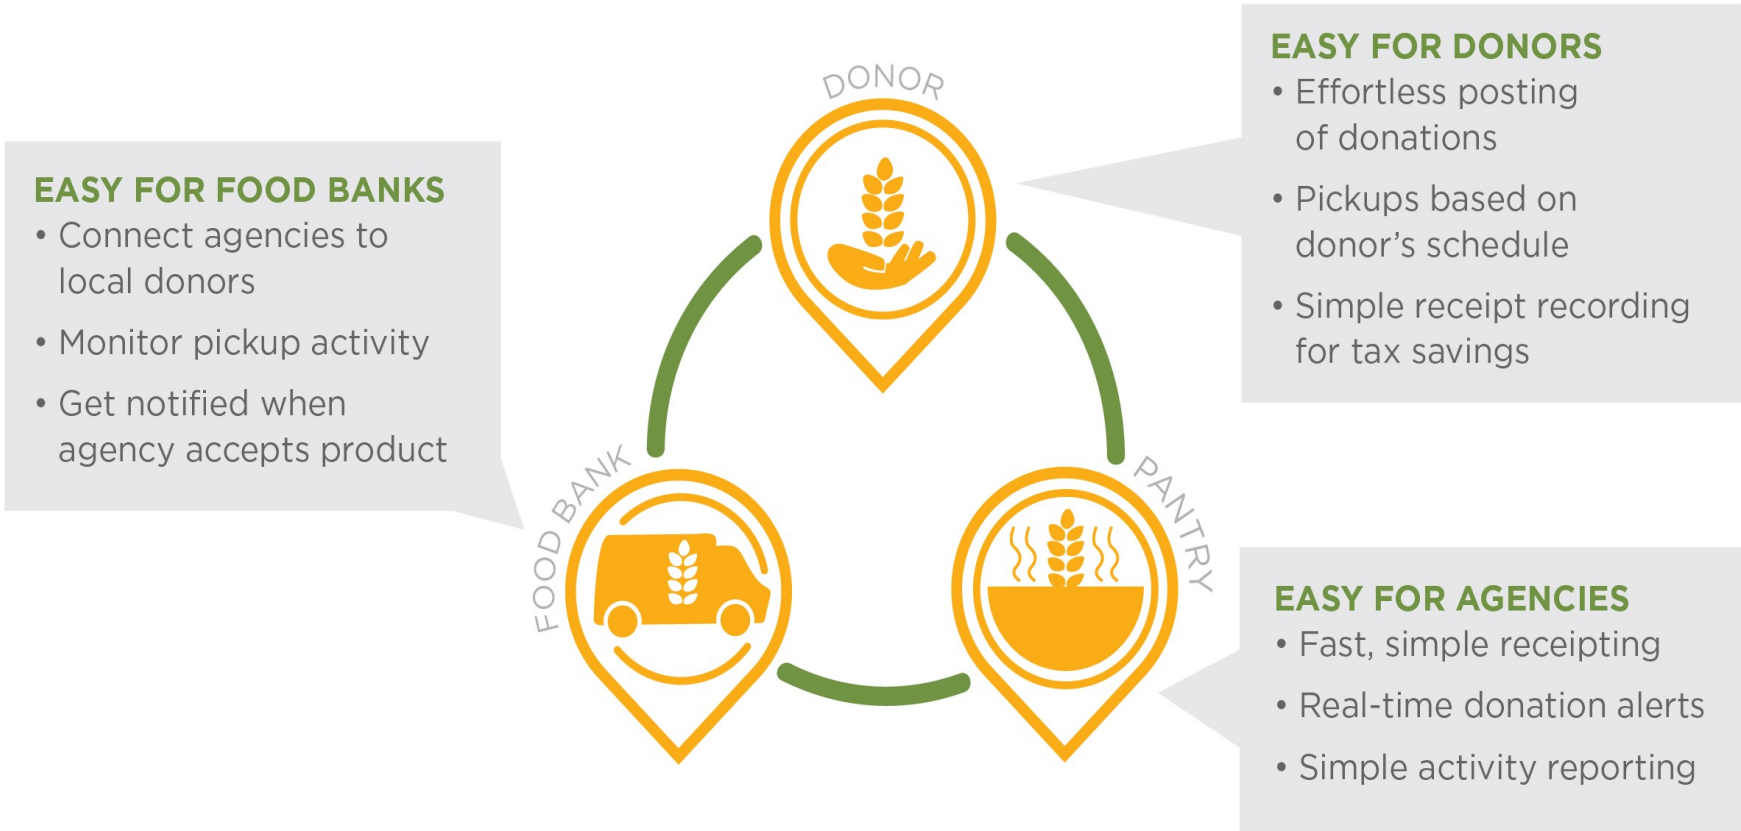 DONOR
EASY FOR DONORS
• Effortless posting
of donations
• Pickups based on
donor’s schedule
• Simple receipt recording
for tax savings
EASY FOR FOOD BANKS
• Connect agencies to
local donors
• Monitor pickup activity
• Get notified when
agency accepts product
FOOD BANK
PANTRY
EASY FOR AGENCIES
• Fast, simple receipting
• Real-time donation alerts
• Simple activity reporting